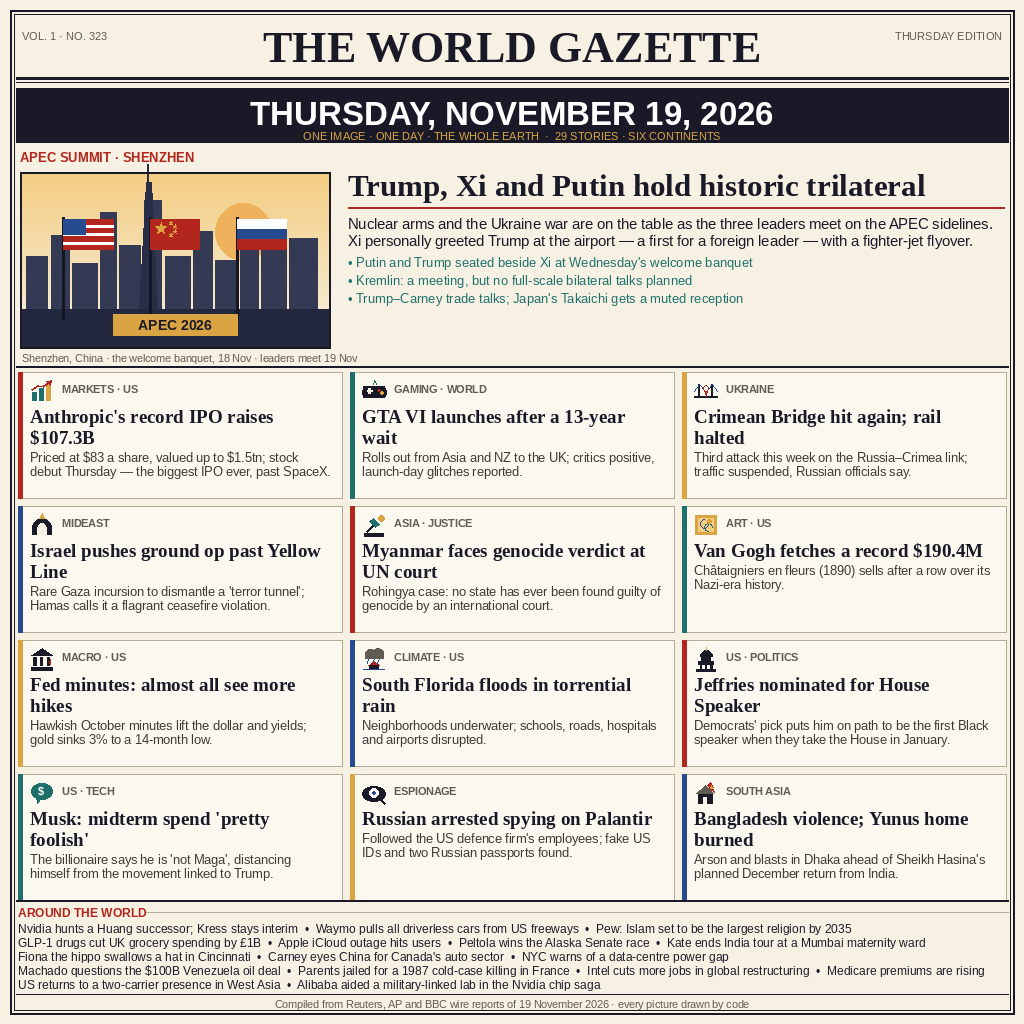 VOL. 1 · NO. 323
THE WORLD GAZETTE
THURSDAY EDITION
THURSDAY, NOVEMBER 19, 2026
ONE IMAGE · ONE DAY · THE WHOLE EARTH · 29 STORIES · SIX CONTINENTS
APEC SUMMIT · SHENZHEN
APEC 2026
Shenzhen, China · the welcome banquet, 18 Nov · leaders meet 19 Nov
Trump, Xi and Putin hold historic trilateral
Nuclear arms and the Ukraine war are on the table as the three leaders meet on the APEC sidelines.
Xi personally greeted Trump at the airport — a first for a foreign leader — with a fighter-jet flyover.
• Putin and Trump seated beside Xi at Wednesday's welcome banquet
• Kremlin: a meeting, but no full-scale bilateral talks planned
• Trump–Carney trade talks; Japan's Takaichi gets a muted reception
MARKETS · US
Anthropic's record IPO raises
$107.3B
Priced at $83 a share, valued up to $1.5tn; stock
debut Thursday — the biggest IPO ever, past SpaceX.
GAMING · WORLD
GTA VI launches after a 13-year
wait
Rolls out from Asia and NZ to the UK; critics positive,
launch-day glitches reported.
UKRAINE
Crimean Bridge hit again; rail
halted
Third attack this week on the Russia–Crimea link;
traffic suspended, Russian officials say.
MIDEAST
Israel pushes ground op past Yellow
Line
Rare Gaza incursion to dismantle a 'terror tunnel';
Hamas calls it a flagrant ceasefire violation.
ASIA · JUSTICE
Myanmar faces genocide verdict at
UN court
Rohingya case: no state has ever been found guilty of
genocide by an international court.
ART · US
Van Gogh fetches a record $190.4M
Châtaigniers en fleurs (1890) sells after a row over its
Nazi-era history.
MACRO · US
Fed minutes: almost all see more
hikes
Hawkish October minutes lift the dollar and yields;
gold sinks 3% to a 14-month low.
CLIMATE · US
South Florida floods in torrential
rain
Neighborhoods underwater; schools, roads, hospitals
and airports disrupted.
US · POLITICS
Jeffries nominated for House
Speaker
Democrats' pick puts him on path to be the first Black
speaker when they take the House in January.
$
US · TECH
Musk: midterm spend 'pretty
foolish'
The billionaire says he is 'not Maga', distancing
himself from the movement linked to Trump.
ESPIONAGE
Russian arrested spying on Palantir
Followed the US defence firm's employees; fake US
IDs and two Russian passports found.
SOUTH ASIA
Bangladesh violence; Yunus home
burned
Arson and blasts in Dhaka ahead of Sheikh Hasina's
planned December return from India.
AROUND THE WORLD
Nvidia hunts a Huang successor; Kress stays interim • Waymo pulls all driverless cars from US freeways • Pew: Islam set to be the largest religion by 2035
GLP-1 drugs cut UK grocery spending by £1B • Apple iCloud outage hits users • Peltola wins the Alaska Senate race • Kate ends India tour at a Mumbai maternity ward
Fiona the hippo swallows a hat in Cincinnati • Carney eyes China for Canada's auto sector • NYC warns of a data-centre power gap
Machado questions the $100B Venezuela oil deal • Parents jailed for a 1987 cold-case killing in France • Intel cuts more jobs in global restructuring • Medicare premiums are rising
US returns to a two-carrier presence in West Asia • Alibaba aided a military-linked lab in the Nvidia chip saga
Compiled from Reuters, AP and BBC wire reports of 19 November 2026 · every picture drawn by code